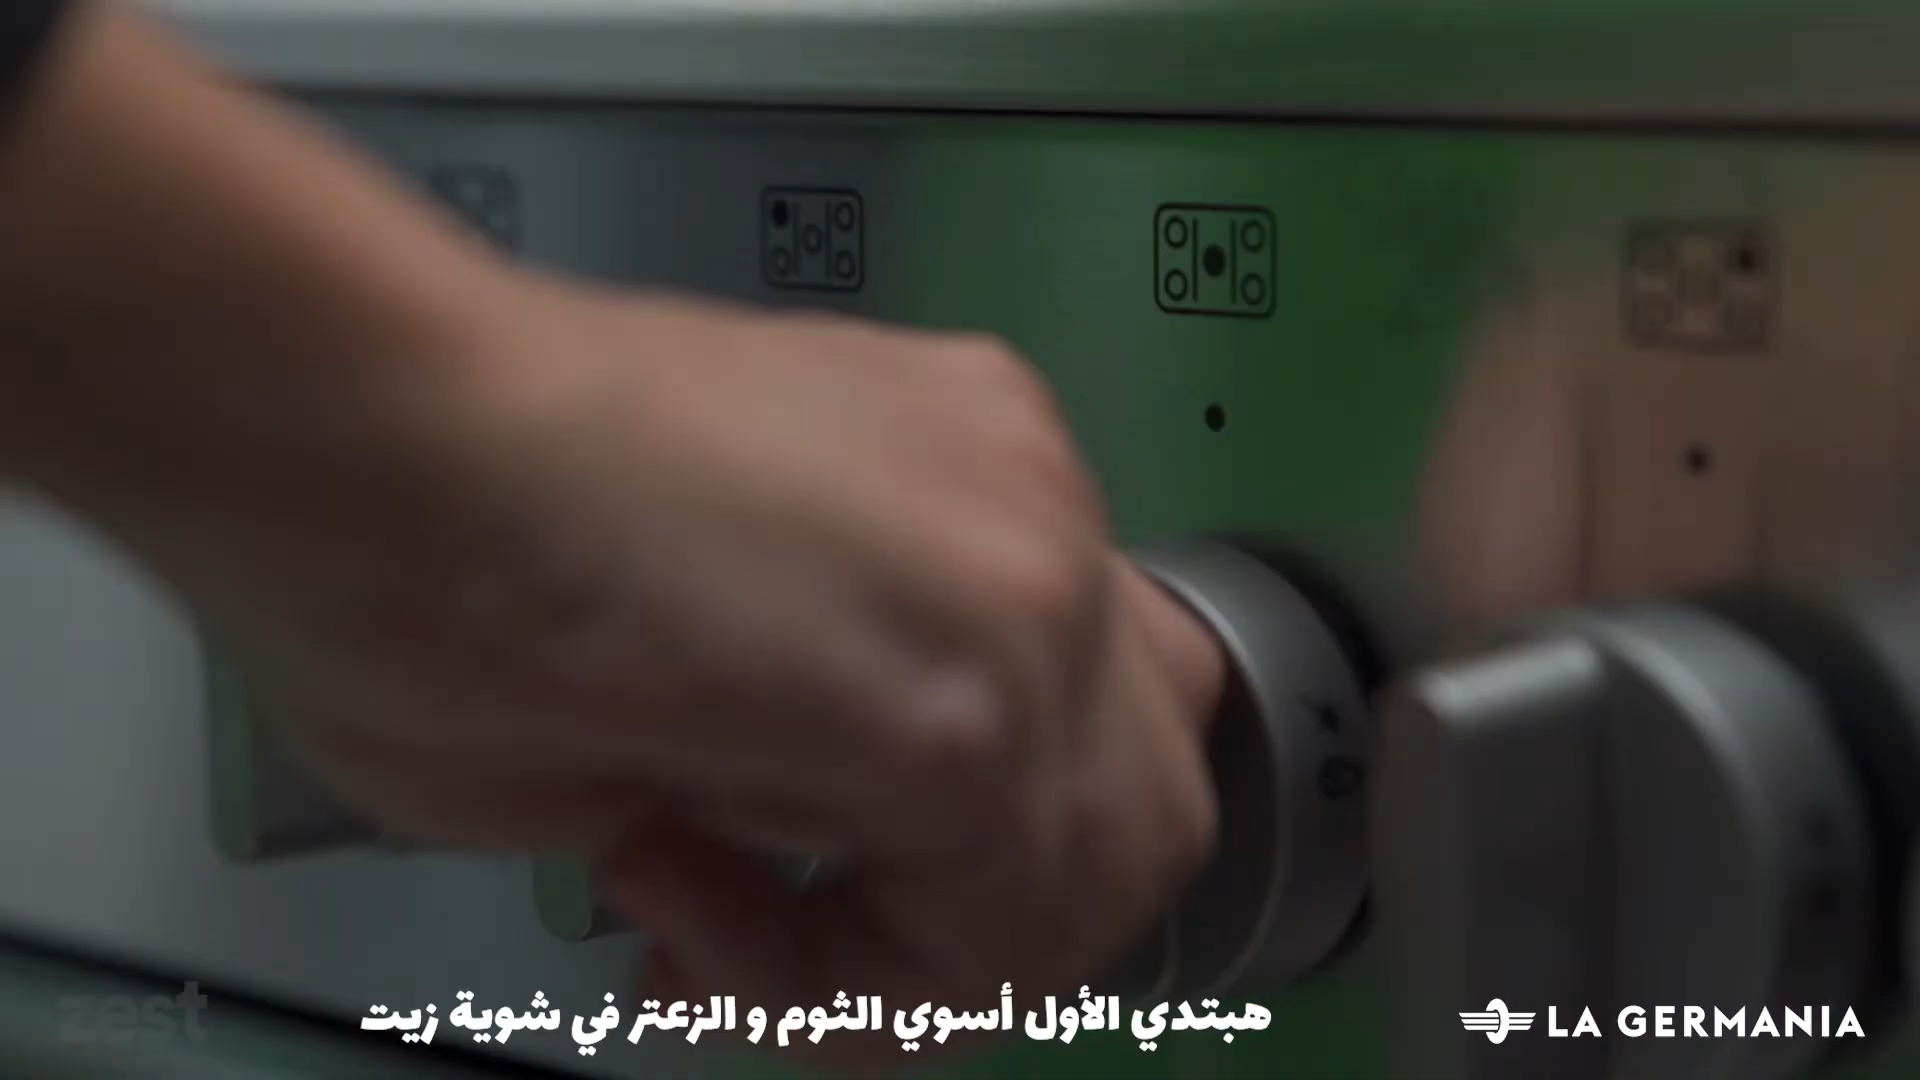 هبتدي الأول أسوي الثوم و الزعتر في شوية زيت
LA GERMANIA
zest